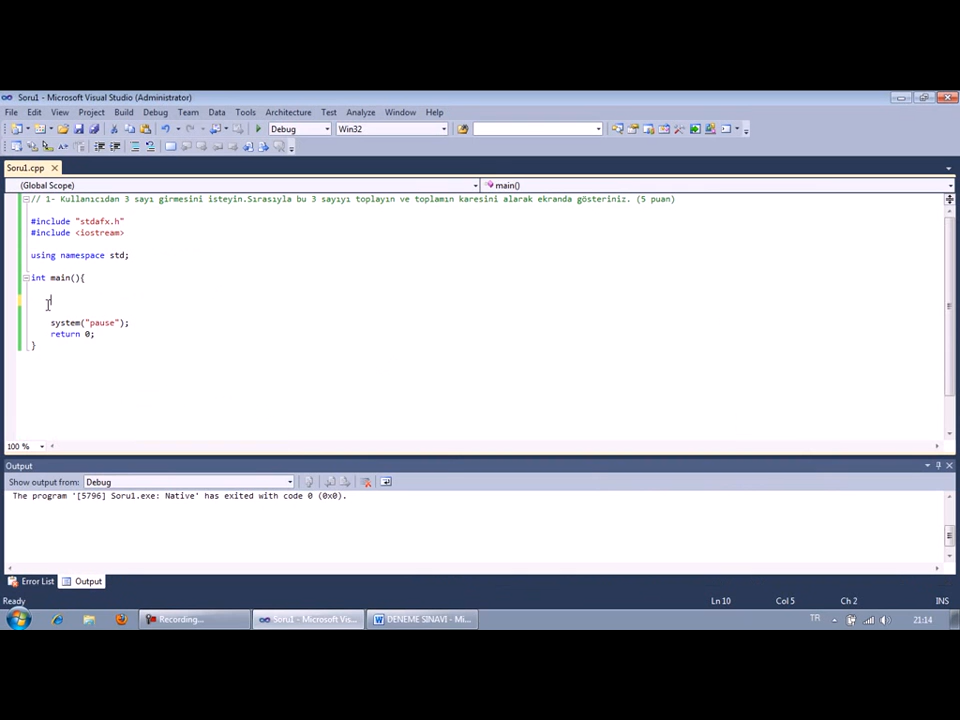 Soru1 - Microsoft Visual Studio (Administrator)
File Edit View Project Build Debug Team Data Tools Architecture Test Analyze Window Help
Debug Win32
Soru1.cpp
(Global Scope) main()
// 1- Kullanıcıdan 3 sayı girmesini isteyin.Sırasıyla bu 3 sayıyı toplayın ve toplamın karesini alarak ekranda gösteriniz. (5 puan)
#include "stdafx.h"
#include <iostream>
using namespace std;
int main(){
system("pause");
return 0;
}
100 %
Output
Show output from: Debug
The program '[5796] Soru1.exe: Native' has exited with code 0 (0x0).
Error List Output
Ready Ln 10 Col 5 Ch 2 INS
Recording... Soru1 - Microsoft Vis... DENEME SINAVI - Mi... TR 21:14